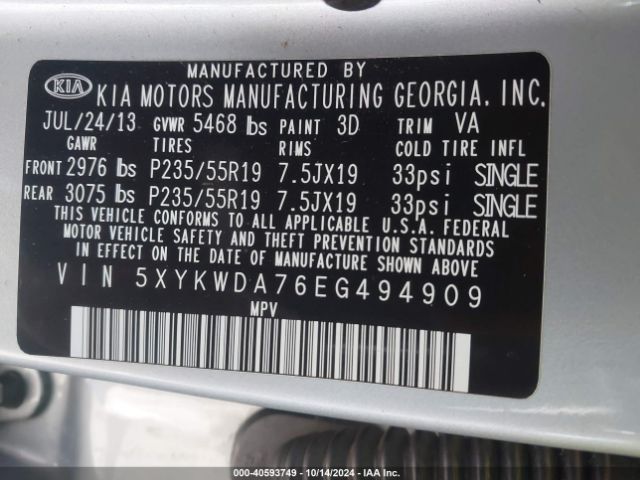 MANUFACTURED BY
KIA KIA MOTORS MANUFACTURING GEORGIA, INC.
JUL/24/13 GVWR 5468 lbs PAINT 3D TRIM VA
GAWR TIRES RIMS COLD TIRE INFL
FRONT 2976 lbs P235/55R19 7.5JX19 33psi SINGLE
REAR 3075 lbs P235/55R19 7.5JX19 33psi SINGLE
THIS VEHICLE CONFORMS TO ALL APPLICABLE U.S.A. FEDERAL
MOTOR VEHICLE SAFETY AND THEFT PREVENTION STANDARDS
IN EFFECT ON THE DATE OF MANUFACTURE SHOWN ABOVE
VIN 5XYKWDA76EG494909
MPV
000-40593749 - 10/14/2024 - IAA Inc.